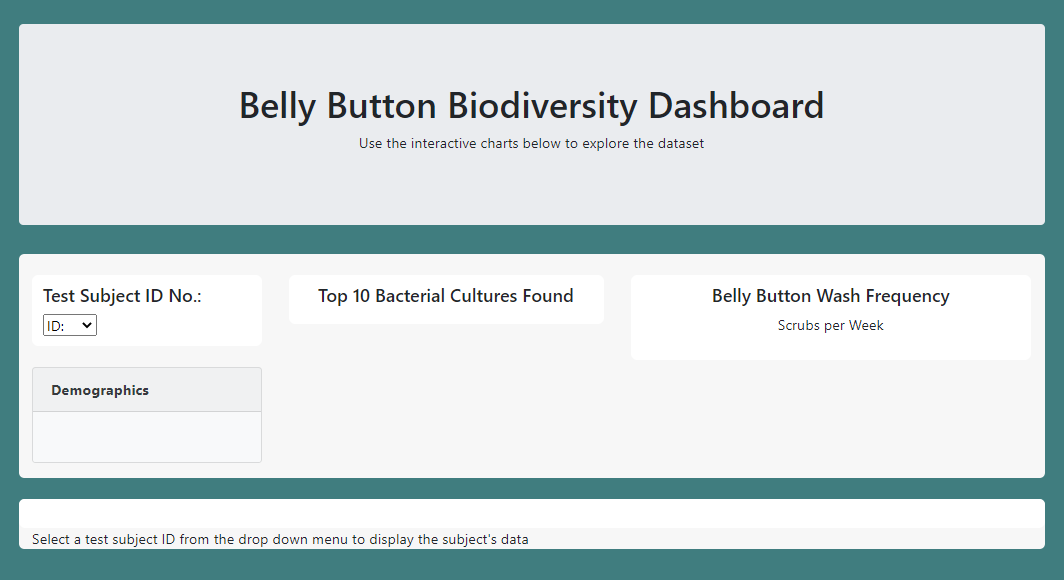 Belly Button Biodiversity Dashboard
Use the interactive charts below to explore the dataset
Test Subject ID No.:
ID:
Top 10 Bacterial Cultures Found
Belly Button Wash Frequency
Scrubs per Week
Demographics
Select a test subject ID from the drop down menu to display the subject's data